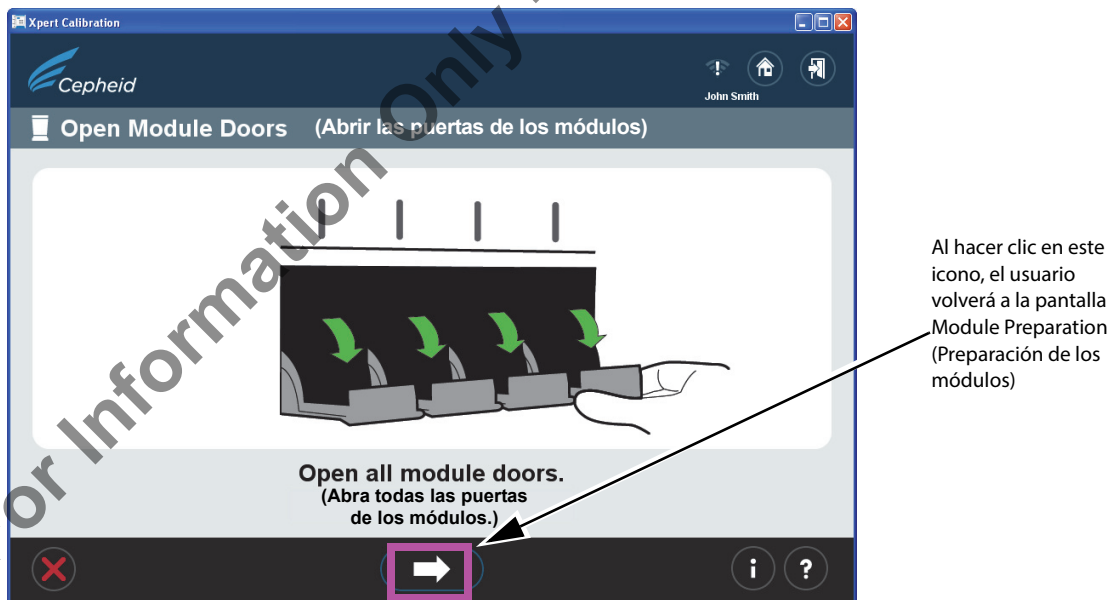 Xpert Calibration
Cepheid
John Smith
Open Module Doors (Abrir las puertas de los módulos)
Open all module doors.
(Abra todas las puertas
de los módulos.)
i ?
Al hacer clic en este
icono, el usuario
volverá a la pantalla
Module Preparation
(Preparación de los
módulos)
or Information Only